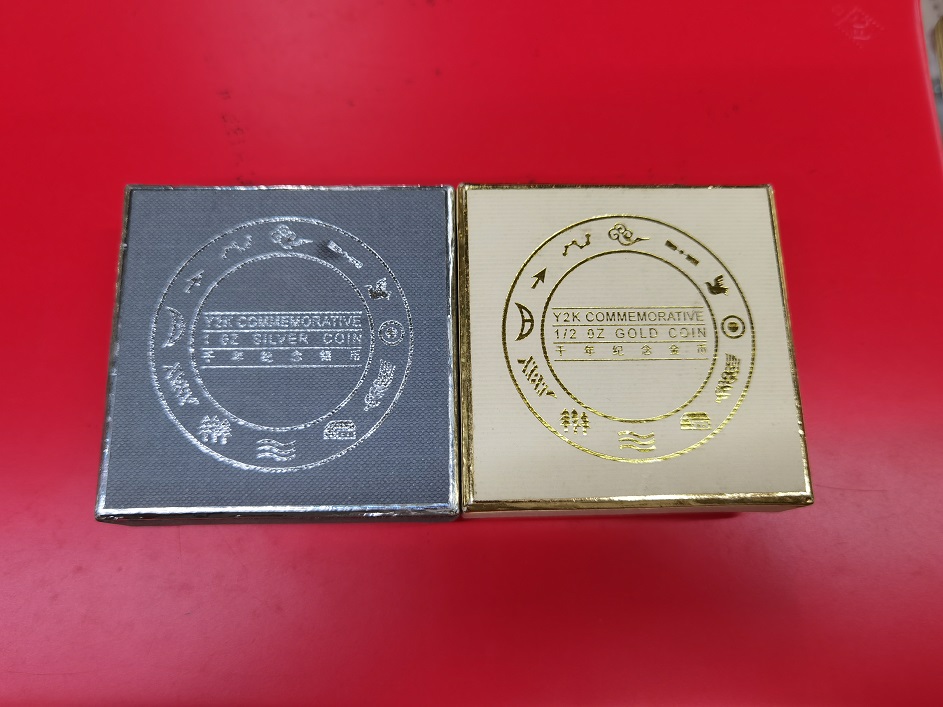 Y2K COMMEMORATIVE
1 OZ SILVER COIN
千年纪念银币
Y2K COMMEMORATIVE
1/2 OZ GOLD COIN
千年纪念金币